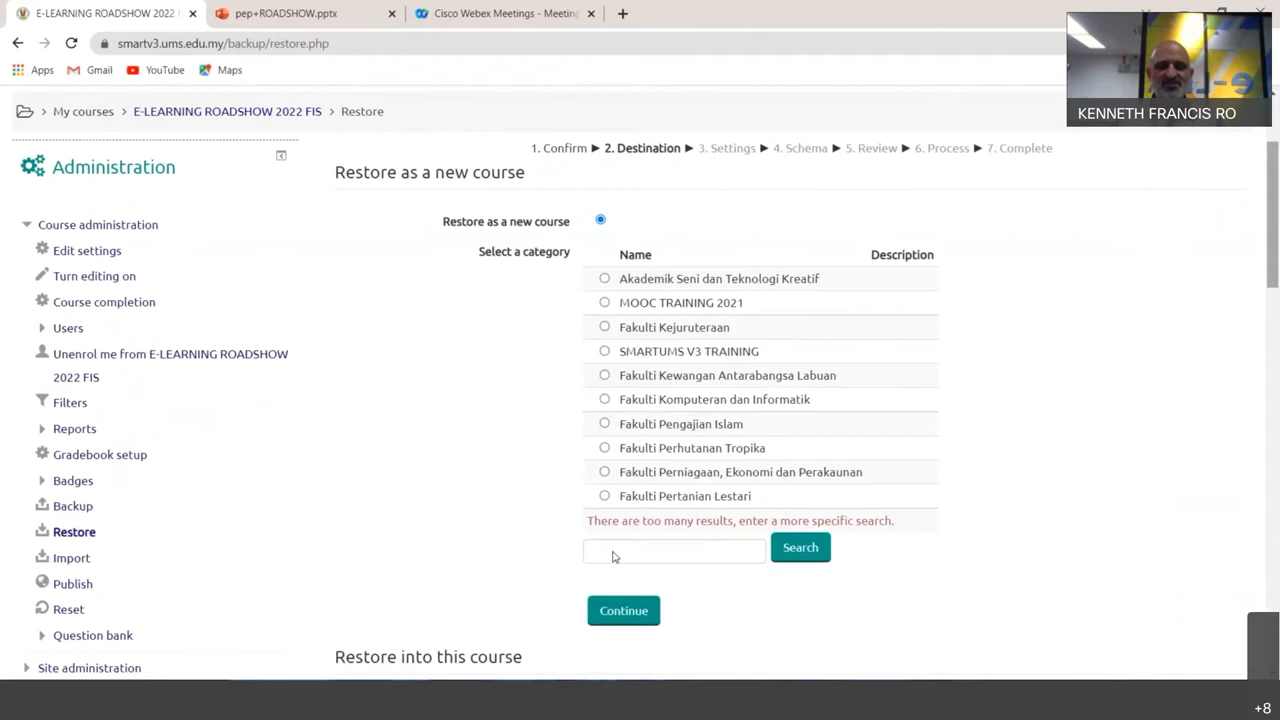 E-LEARNING ROADSHOW 2022
pep+ROADSHOW.pptx
Cisco Webex Meetings - Meeting
smartv3.ums.edu.my/backup/restore.php
Apps
Gmail
YouTube
Maps
KENNETH FRANCIS RO
My courses
E-LEARNING ROADSHOW 2022 FIS
Restore
Administration
Course administration
Edit settings
Turn editing on
Course completion
Users
Unenrol me from E-LEARNING ROADSHOW
2022 FIS
Filters
Reports
Gradebook setup
Badges
Backup
Restore
Import
Publish
Reset
Question bank
Site administration
1. Confirm ► 2. Destination ► 3. Settings ► 4. Schema ► 5. Review ► 6. Process ► 7. Complete
Restore as a new course
Restore as a new course
Select a category
Name Description
Akademik Seni dan Teknologi Kreatif
MOOC TRAINING 2021
Fakulti Kejuruteraan
SMARTUMS V3 TRAINING
Fakulti Kewangan Antarabangsa Labuan
Fakulti Komputeran dan Informatik
Fakulti Pengajian Islam
Fakulti Perhutanan Tropika
Fakulti Perniagaan, Ekonomi dan Perakaunan
Fakulti Pertanian Lestari
There are too many results, enter a more specific search.
Search
Continue
Restore into this course
+8